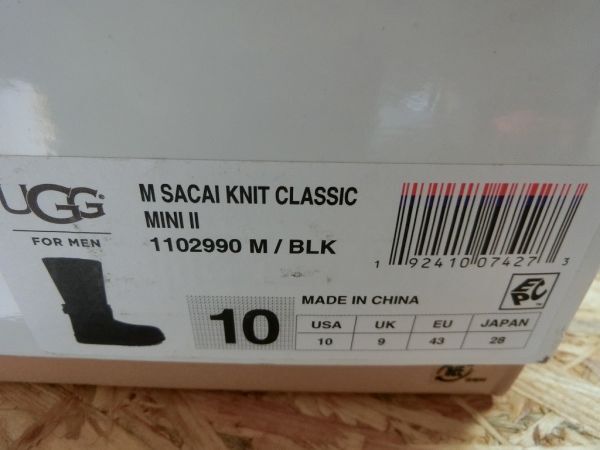 UGG
FOR MEN
M SACAI KNIT CLASSIC
MINI II
1102990 M / BLK
1 92410 07427 3
EPC
10
MADE IN CHINA
USA UK EU JAPAN
10 9 43 28